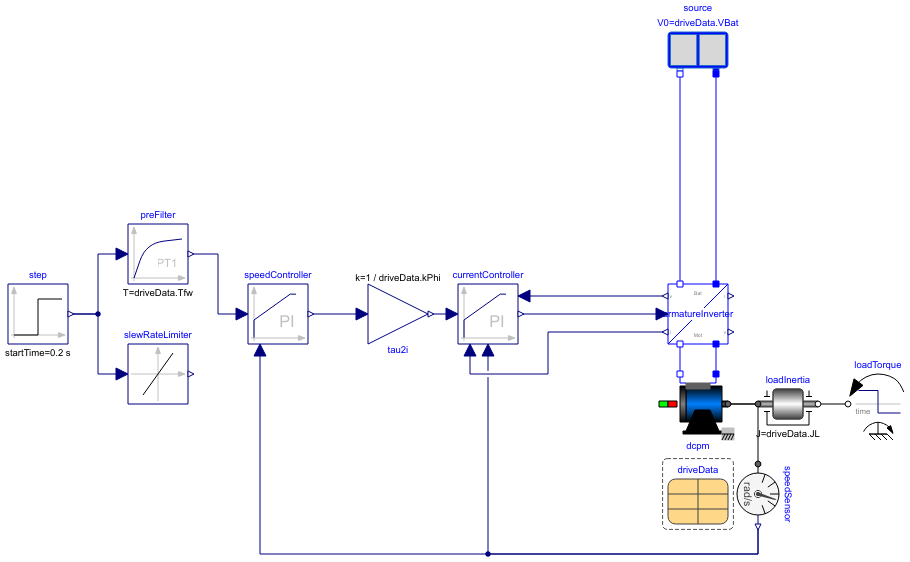 source
V0=driveData.VBat
preFilter
PT1
T=driveData.Tfw
step
startTime=0.2 s
slewRateLimiter
speedController
PI
k=1 / driveData.kPhi
tau2i
currentController
PI
Bat
rmatureInverter
Mot
dcpm
loadInertia
J=driveData.JL
loadTorque
time
driveData
rad/s
speedSensor